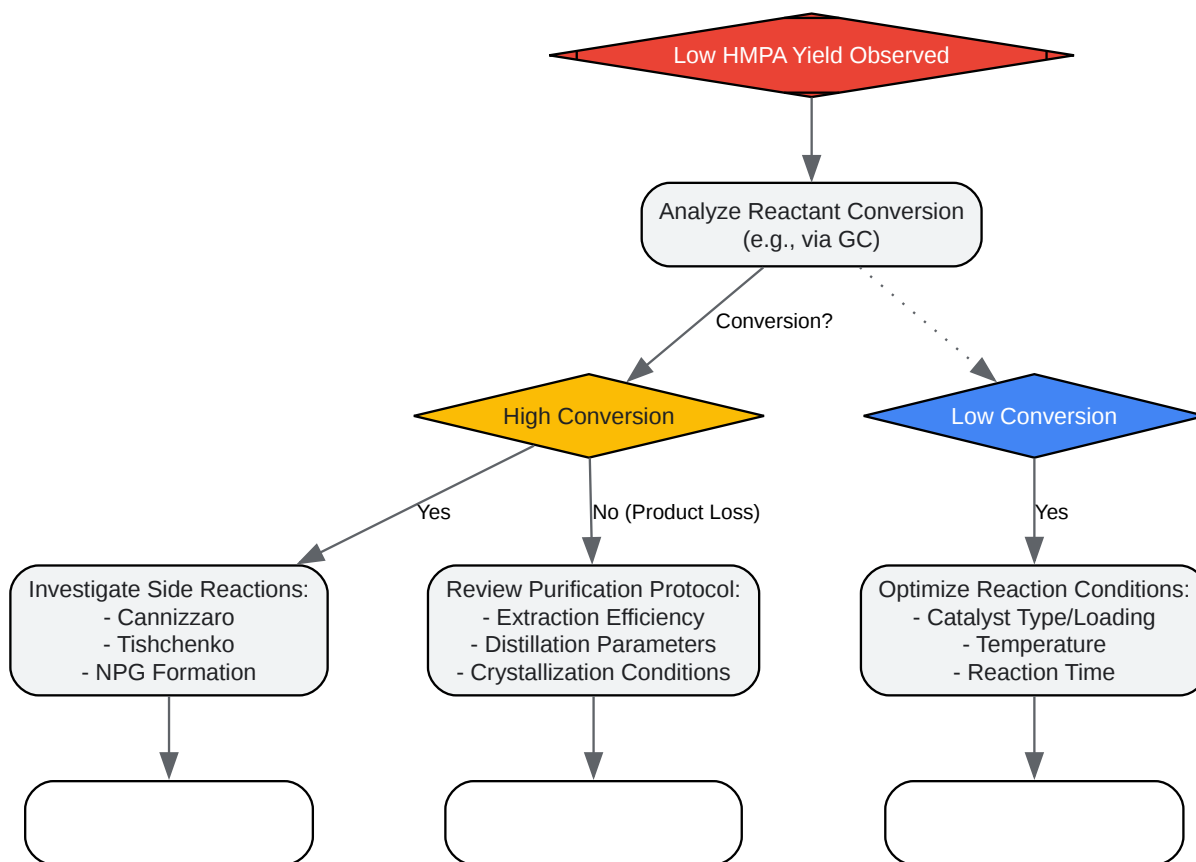 Low HMPA Yield Observed
Analyze Reactant Conversion
(e.g., via GC)
Conversion?
High Conversion
Low Conversion
Yes
No (Product Loss)
Yes
Investigate Side Reactions:
- Cannizzaro
- Tishchenko
- NPG Formation
Review Purification Protocol:
- Extraction Efficiency
- Distillation Parameters
- Crystallization Conditions
Optimize Reaction Conditions:
- Catalyst Type/Loading
- Temperature
- Reaction Time